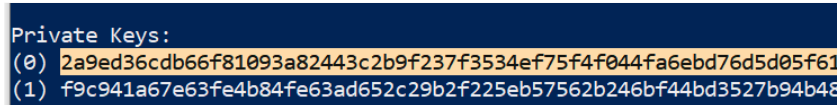 Private Keys:
(0) 2a9ed36cdb66f81093a82443c2b9f237f3534ef75f4f044fa6ebd76d5d05f61
(1) f9c941a67e63fe4b84fe63ad652c29b2f225eb57562b246bf44bd3527b94b48